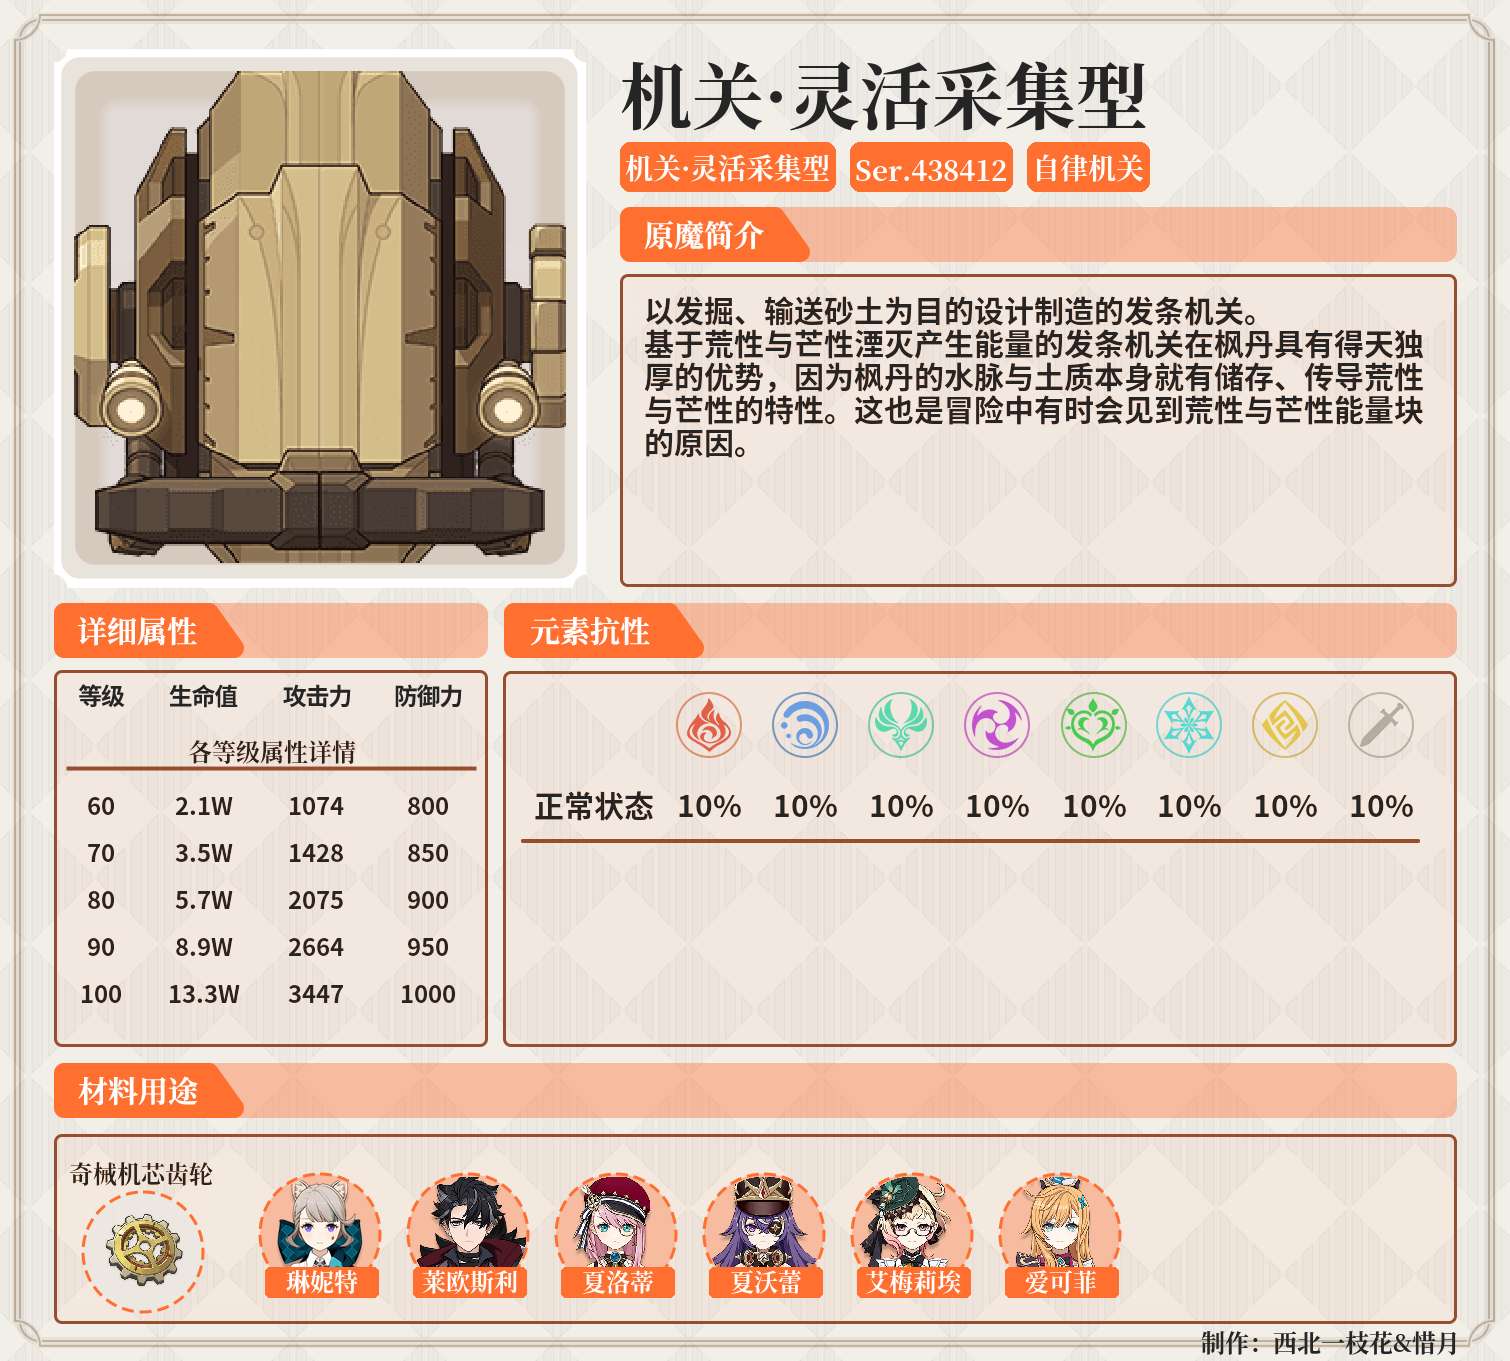 机关·灵活采集型
机关·灵活采集型 Ser.438412 自律机关
原魔简介
以发掘、输送砂土为目的设计制造的发条机关。
基于荒性与芒性湮灭产生能量的发条机关在枫丹具有得天独
厚的优势，因为枫丹的水脉与土质本身就有储存、传导荒性
与芒性的特性。这也是冒险中有时会见到荒性与芒性能量块
的原因。
详细属性
等级 生命值 攻击力 防御力
各等级属性详情
60 2.1W 1074 800
70 3.5W 1428 850
80 5.7W 2075 900
90 8.9W 2664 950
100 13.3W 3447 1000
元素抗性
正常状态 10% 10% 10% 10% 10% 10% 10% 10%
材料用途
奇械机芯齿轮
琳妮特 莱欧斯利 夏洛蒂 夏沃蕾 艾梅莉埃 爱可菲
制作：西北一枝花&惜月